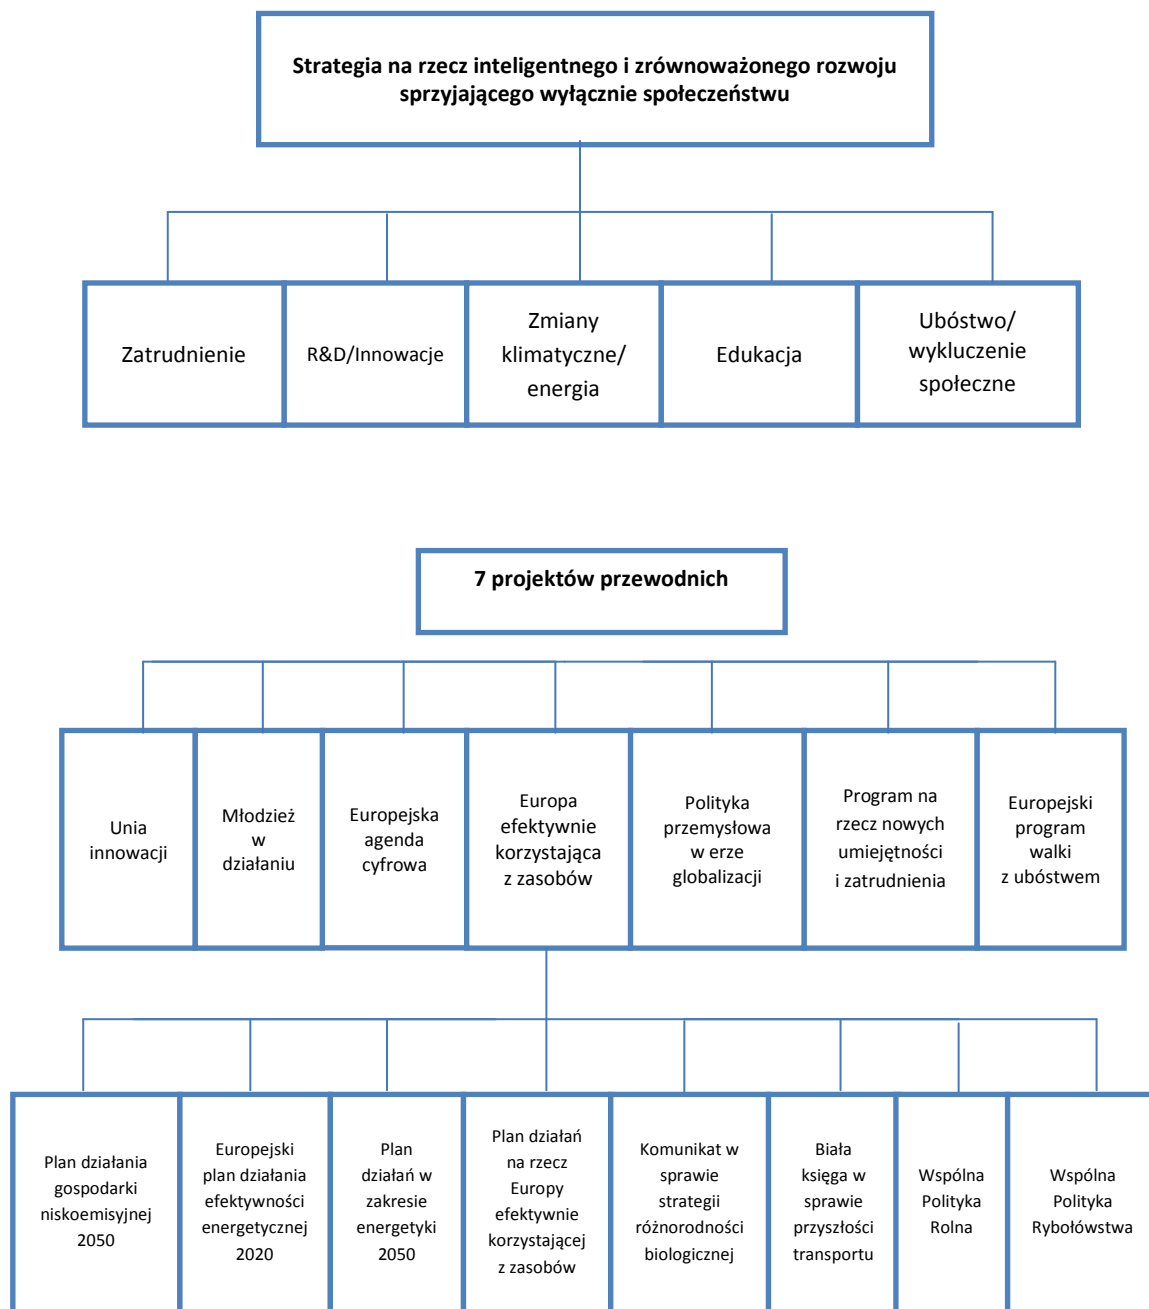 Strategia na rzecz inteligentnego i zrównoważonego rozwoju
sprzyjającego wyłącznie społeczeństwu
Zatrudnienie
R&D/Innowacje
Zmiany
klimatyczne/
energia
Edukacja
Ubóstwo/
wykluczenie
społeczne
7 projektów przewodnich
Unia
innowacji
Młodzież
w
działaniu
Europejska
agenda
cyfrowa
Europa
efektywnie
korzystająca
z zasobów
Polityka
przemysłowa
w erze
globalizacji
Program na
rzecz nowych
umiejętności
i zatrudnienia
Europejski
program
walki
z ubóstwem
Plan działania
gospodarki
niskoemisyjnej
2050
Europejski
plan działania
efektywności
energetycznej
2020
Plan
działań w
zakresie
energetyki
2050
Plan działań
na rzecz
Europy
efektywnie
korzystającej
z zasobów
Komunikat w
sprawie
strategii
różnorodności
biologicznej
Biała
księga w
sprawie
przyszłości
transportu
Wspólna
Polityka
Rolna
Wspólna
Polityka
Rybołówstwa